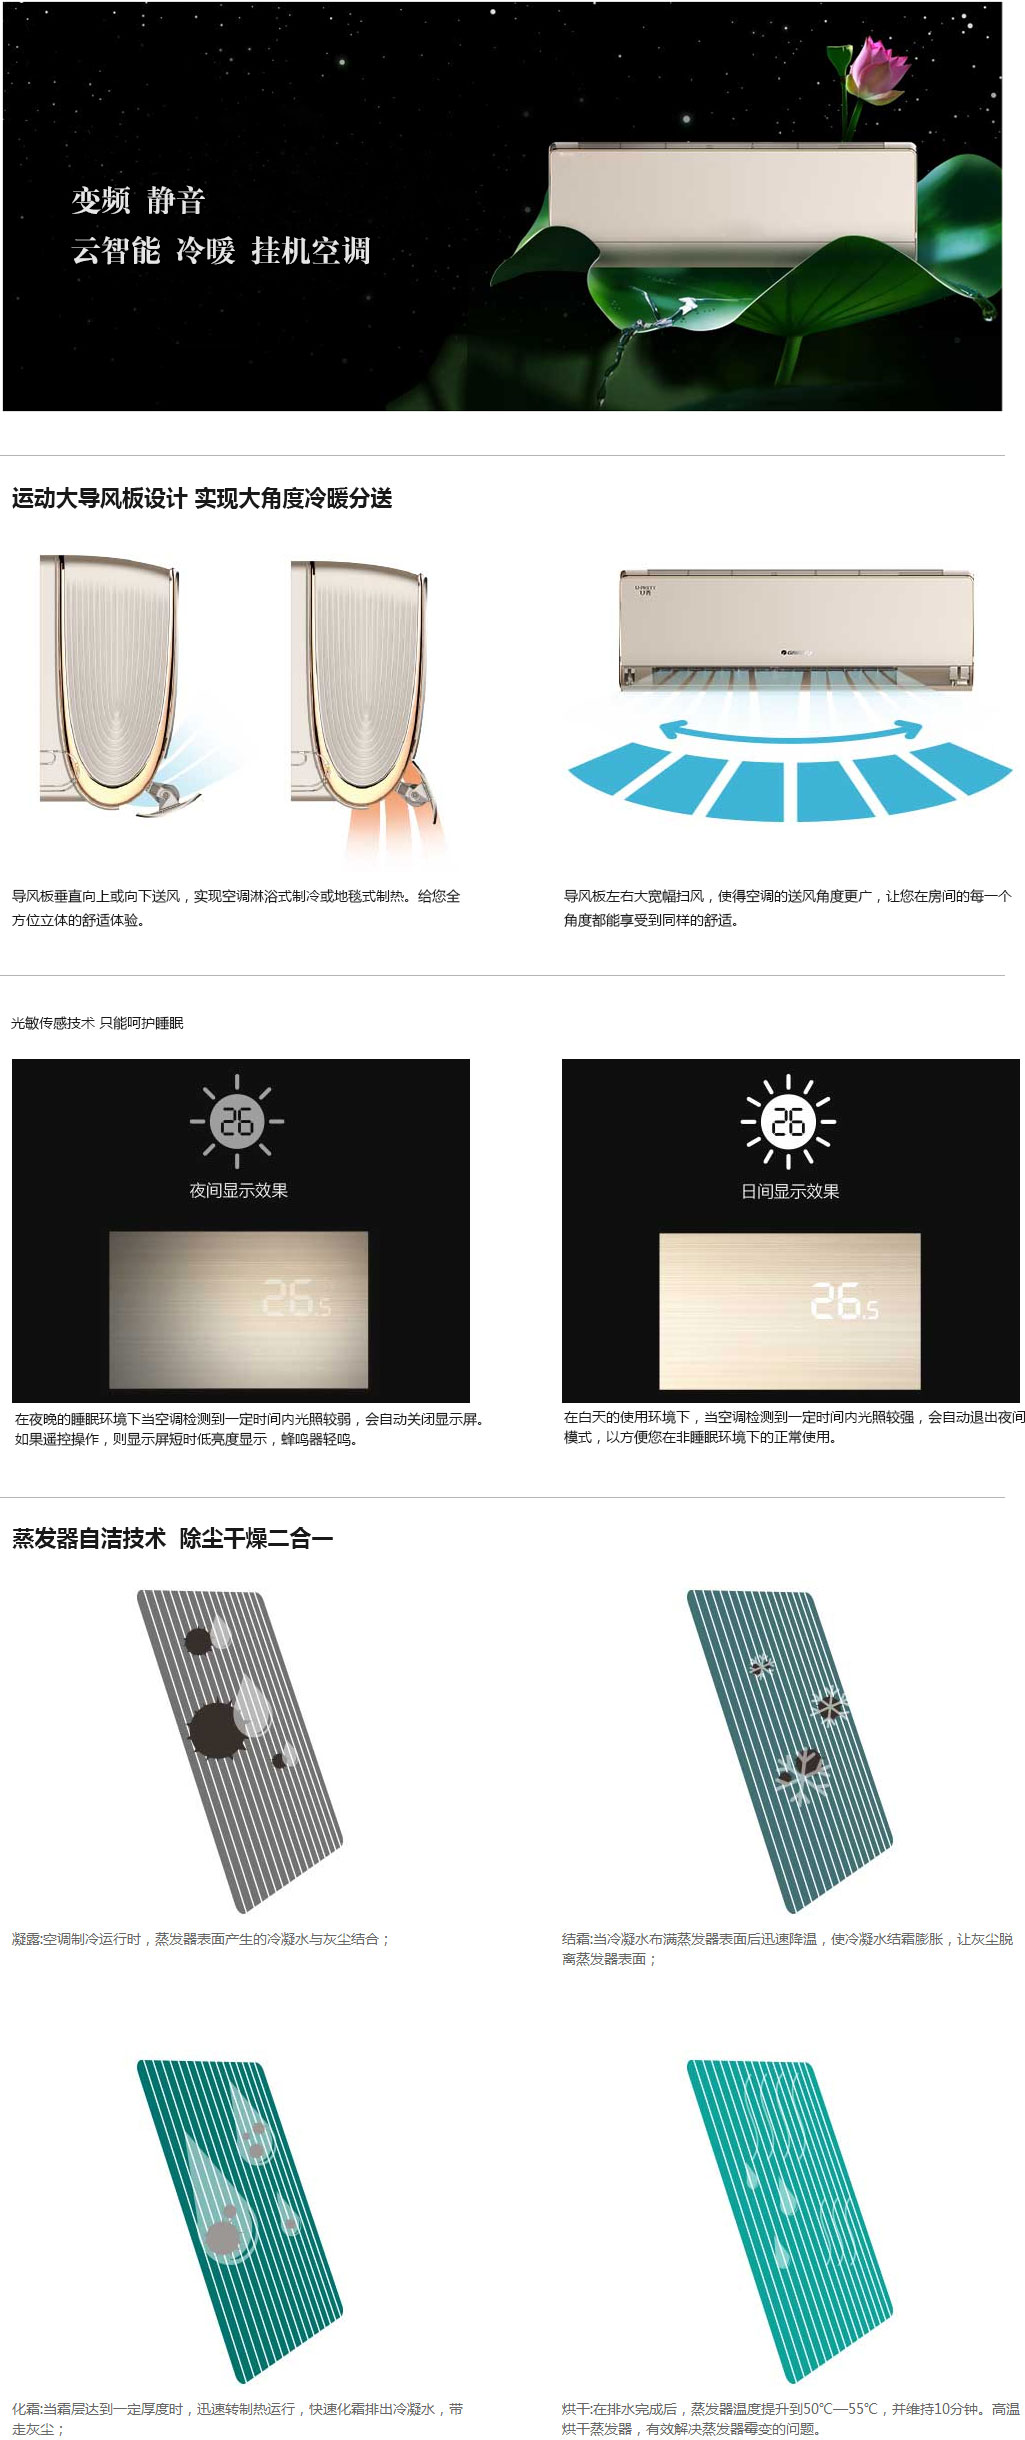 变频 静音
云智能 冷暖 挂机空调
运动大导风板设计 实现大角度冷暖分送
导风板垂直向上或向下送风，实现空调淋浴式制冷或地毯式制热。给您全
方位立体的舒适体验。
导风板左右大宽幅扫风，使得空调的送风角度更广，让您在房间的每一个
角度都能享受到同样的舒适。
光敏传感技术 只能呵护睡眠
26
夜间显示效果
26.5
在夜晚的睡眠环境下当空调检测到一定时间内光照较弱，会自动关闭显示屏。
如果遥控操作，则显示屏短时低亮度显示，蜂鸣器轻鸣。
26
日间显示效果
26.5
在白天的使用环境下，当空调检测到一定时间内光照较强，会自动退出夜间
模式，以方便您在非睡眠环境下的正常使用。
蒸发器自洁技术 除尘干燥二合一
凝露:空调制冷运行时，蒸发器表面产生的冷凝水与灰尘结合；
结霜:当冷凝水布满蒸发器表面后迅速降温，使冷凝水结霜膨胀，让灰尘脱
离蒸发器表面；
化霜:当霜层达到一定厚度时，迅速转制热运行，快速化霜排出冷凝水，带
走灰尘；
烘干:在排水完成后，蒸发器温度提升到50℃—55℃，并维持10分钟。高温
烘干蒸发器，有效解决蒸发器霉变的问题。